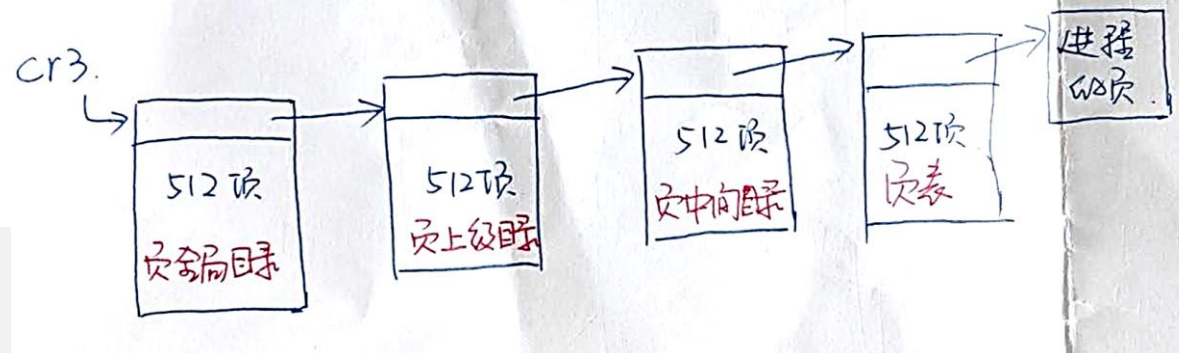 cr3.
512项
页全局目录
512项
页上级目录
512项
页中间目录
512项
页表
进程
的页.